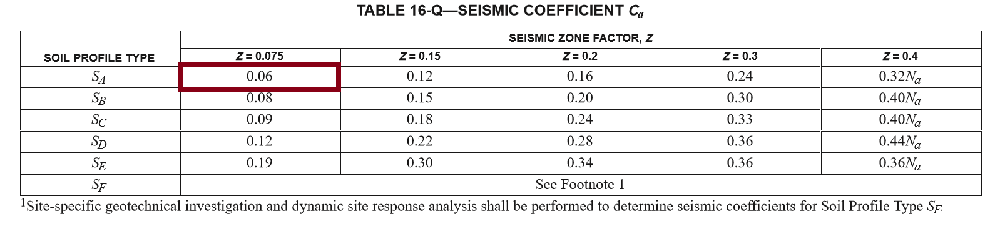 TABLE 16-Q—SEISMIC COEFFICIENT Ca
SEISMIC ZONE FACTOR, Z
SOIL PROFILE TYPE Z = 0.075 Z = 0.15 Z = 0.2 Z = 0.3 Z = 0.4
SA 0.06 0.12 0.16 0.24 0.32Na
SB 0.08 0.15 0.20 0.30 0.40Na
SC 0.09 0.18 0.24 0.33 0.40Na
SD 0.12 0.22 0.28 0.36 0.44Na
SE 0.19 0.30 0.34 0.36 0.36Na
SF See Footnote 1
1Site-specific geotechnical investigation and dynamic site response analysis shall be performed to determine seismic coefficients for Soil Profile Type SF.